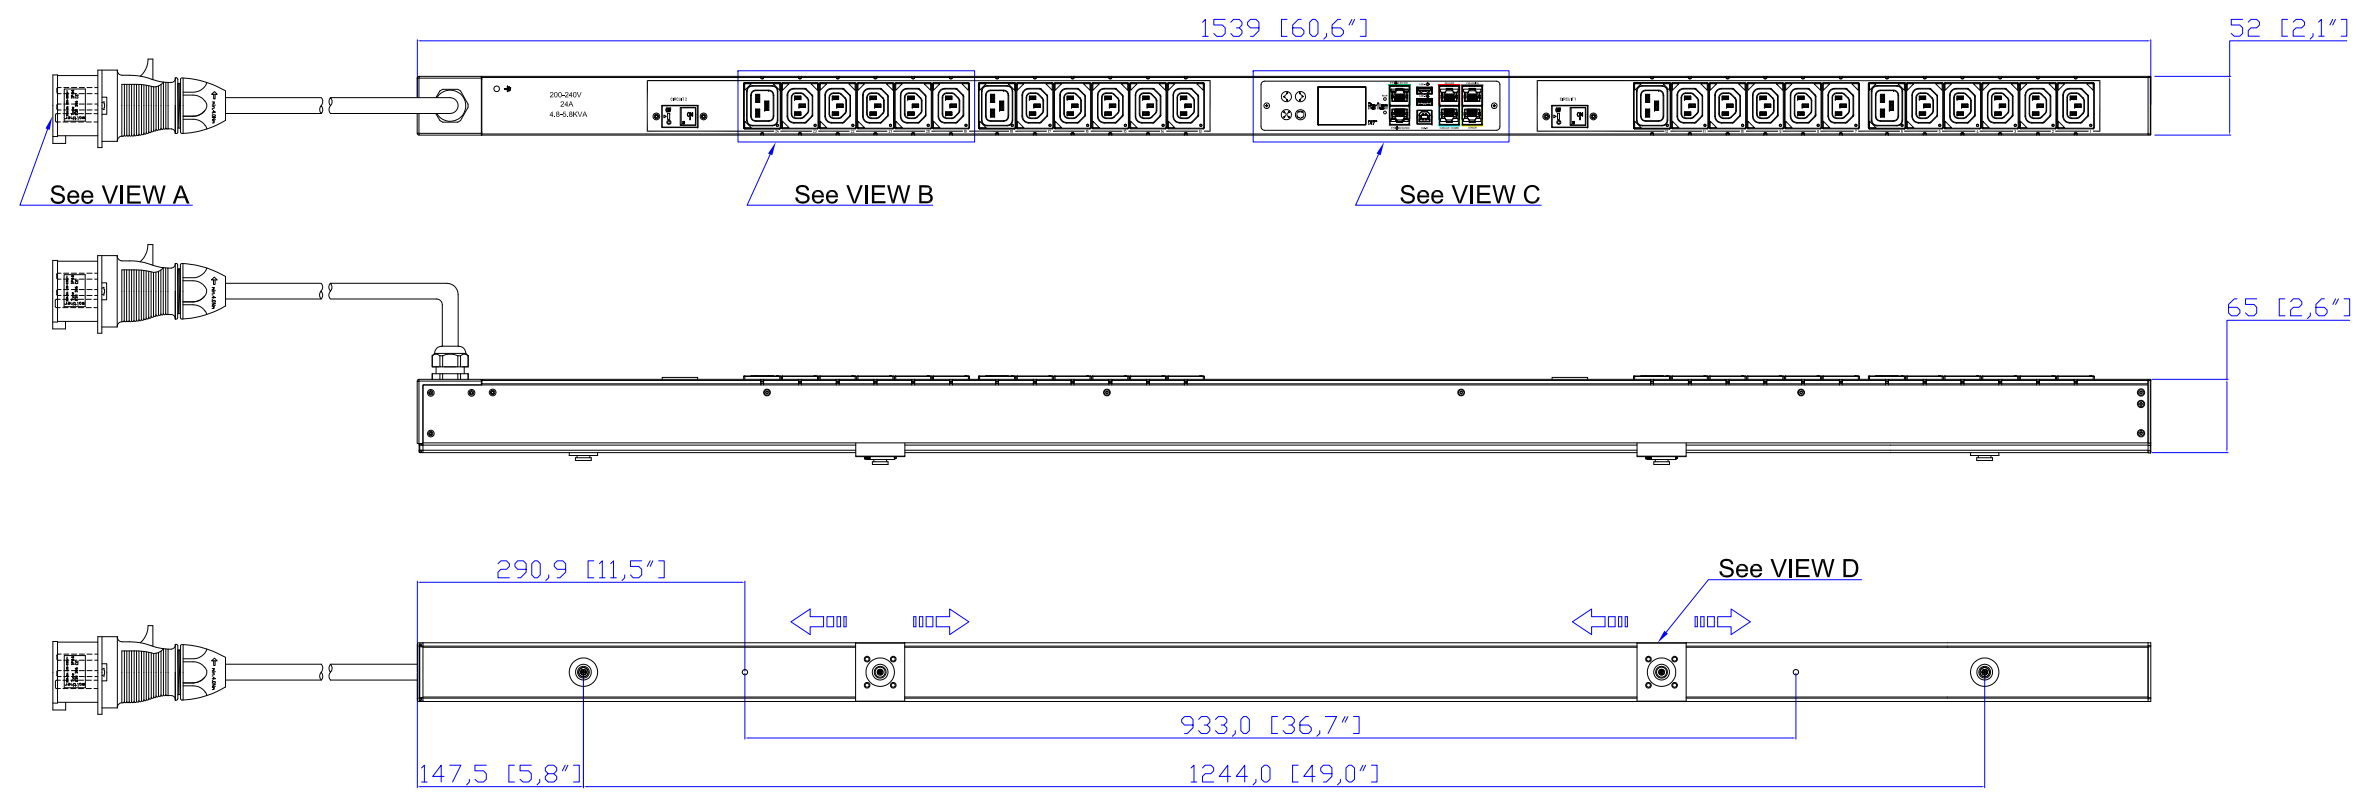 1539 [60,6"]
52 [2,1"]
200-240V
24A
4.8-5.8KVA
CIRCUIT2
CIRCUIT1
See VIEW A
See VIEW B
See VIEW C
65 [2,6"]
290,9 [11,5"]
See VIEW D
933,0 [36,7"]
147,5 [5,8"]
1244,0 [49,0"]